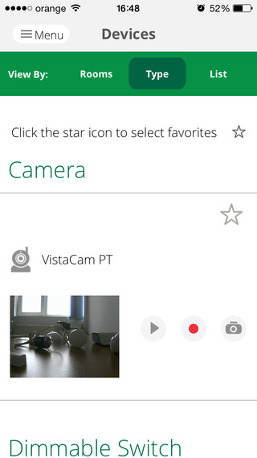 orange 16:48 52%
Menu Devices
View By: Rooms Type List
Click the star icon to select favorites
Camera
VistaCam PT
Dimmable Switch